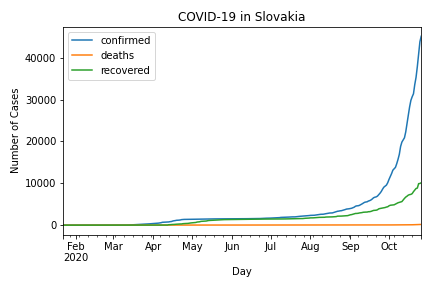 COVID-19 in Slovakia
confirmed
deaths
recovered
Number of Cases
40000
30000
20000
10000
0
Feb Mar Apr May Jun Jul Aug Sep Oct
2020
Day